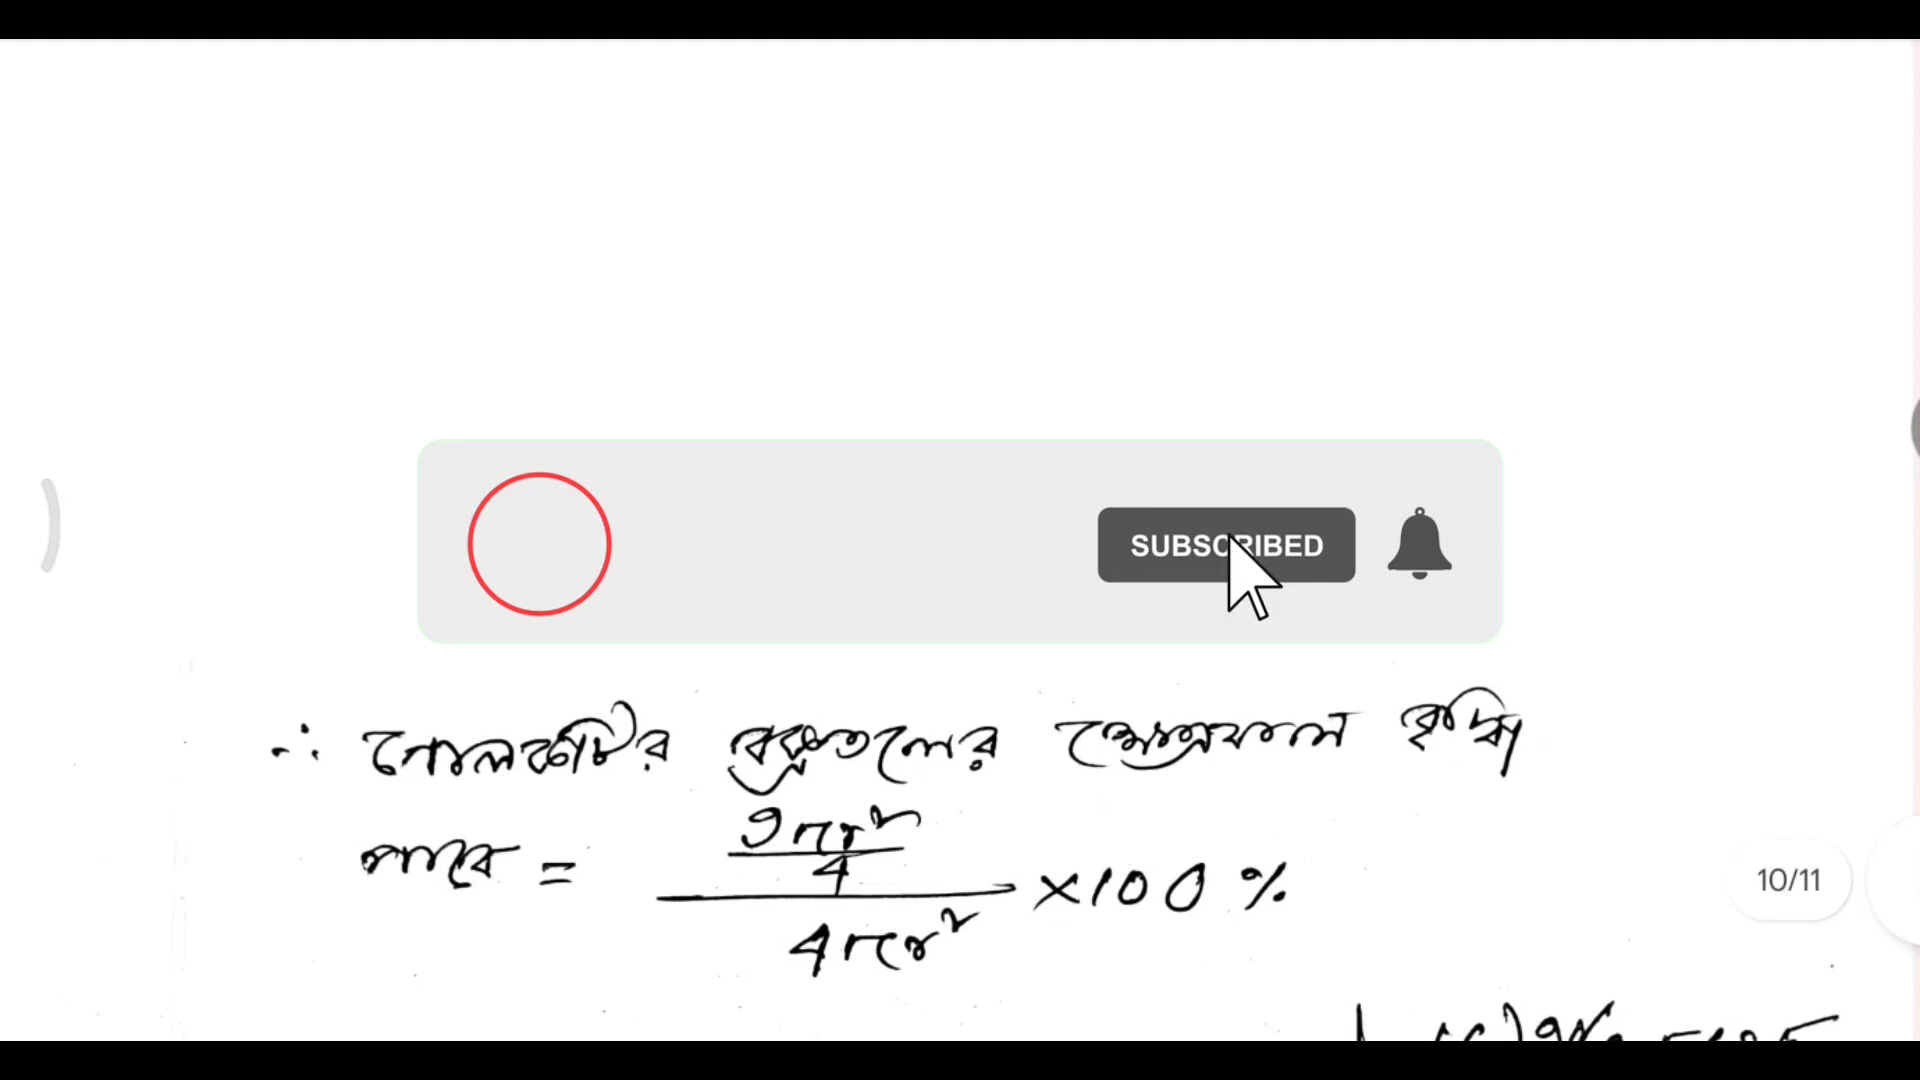 SUBSCRIBED
∴ গোলকটির বক্রতলের ক্ষেত্রফল বৃদ্ধি
পাবে = (9πr²/4) / 4πr² ×100 %
10/11